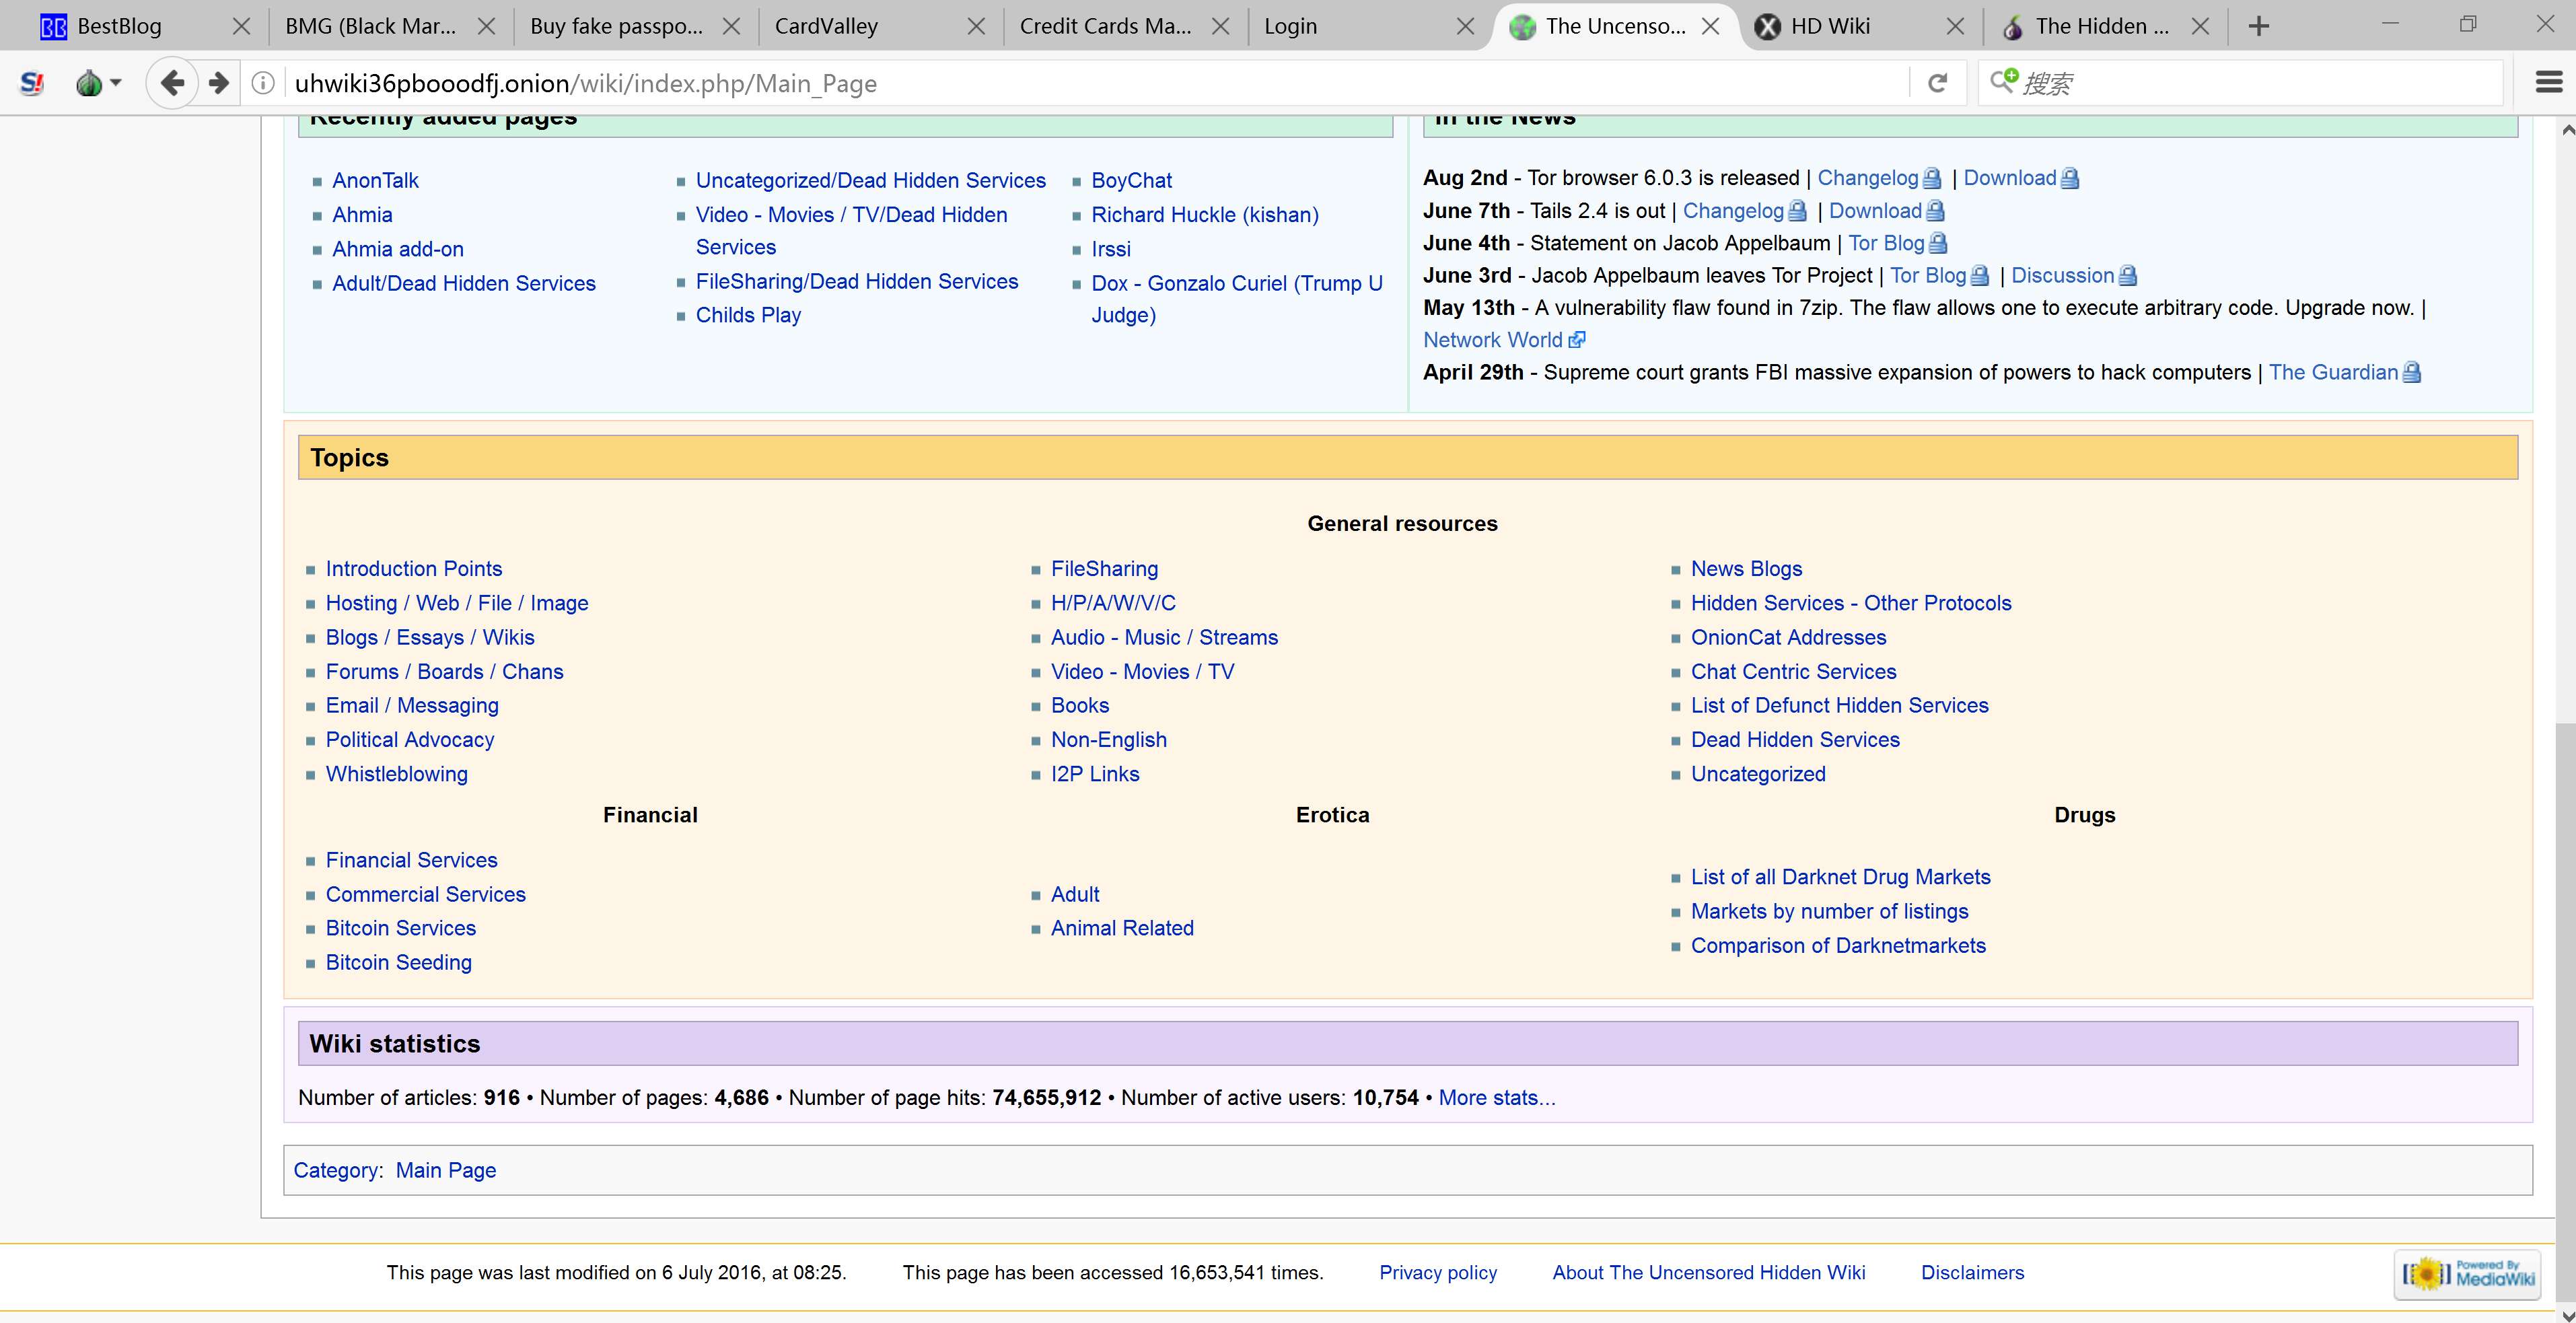 BestBlog
BMG (Black Mar...
Buy fake passpo...
CardValley
Credit Cards Ma...
Login
The Uncenso...
HD Wiki
The Hidden ...
S!
uhwiki36pbooodfj.onion/wiki/index.php/Main_Page
搜索
Recently added pages
AnonTalk
Ahmia
Ahmia add-on
Adult/Dead Hidden Services
Uncategorized/Dead Hidden Services
Video - Movies / TV/Dead Hidden
Services
FileSharing/Dead Hidden Services
Childs Play
BoyChat
Richard Huckle (kishan)
Irssi
Dox - Gonzalo Curiel (Trump U
Judge)
In the News
Aug 2nd - Tor browser 6.0.3 is released | Changelog | Download
June 7th - Tails 2.4 is out | Changelog | Download
June 4th - Statement on Jacob Appelbaum | Tor Blog
June 3rd - Jacob Appelbaum leaves Tor Project | Tor Blog | Discussion
May 13th - A vulnerability flaw found in 7zip. The flaw allows one to execute arbitrary code. Upgrade now. |
Network World
April 29th - Supreme court grants FBI massive expansion of powers to hack computers | The Guardian
Topics
General resources
Introduction Points
Hosting / Web / File / Image
Blogs / Essays / Wikis
Forums / Boards / Chans
Email / Messaging
Political Advocacy
Whistleblowing
FileSharing
H/P/A/W/V/C
Audio - Music / Streams
Video - Movies / TV
Books
Non-English
I2P Links
News Blogs
Hidden Services - Other Protocols
OnionCat Addresses
Chat Centric Services
List of Defunct Hidden Services
Dead Hidden Services
Uncategorized
Financial
Financial Services
Commercial Services
Bitcoin Services
Bitcoin Seeding
Erotica
Adult
Animal Related
Drugs
List of all Darknet Drug Markets
Markets by number of listings
Comparison of Darknetmarkets
Wiki statistics
Number of articles: 916 • Number of pages: 4,686 • Number of page hits: 74,655,912 • Number of active users: 10,754 • More stats...
Category: Main Page
This page was last modified on 6 July 2016, at 08:25.
This page has been accessed 16,653,541 times.
Privacy policy
About The Uncensored Hidden Wiki
Disclaimers
Powered By
MediaWiki